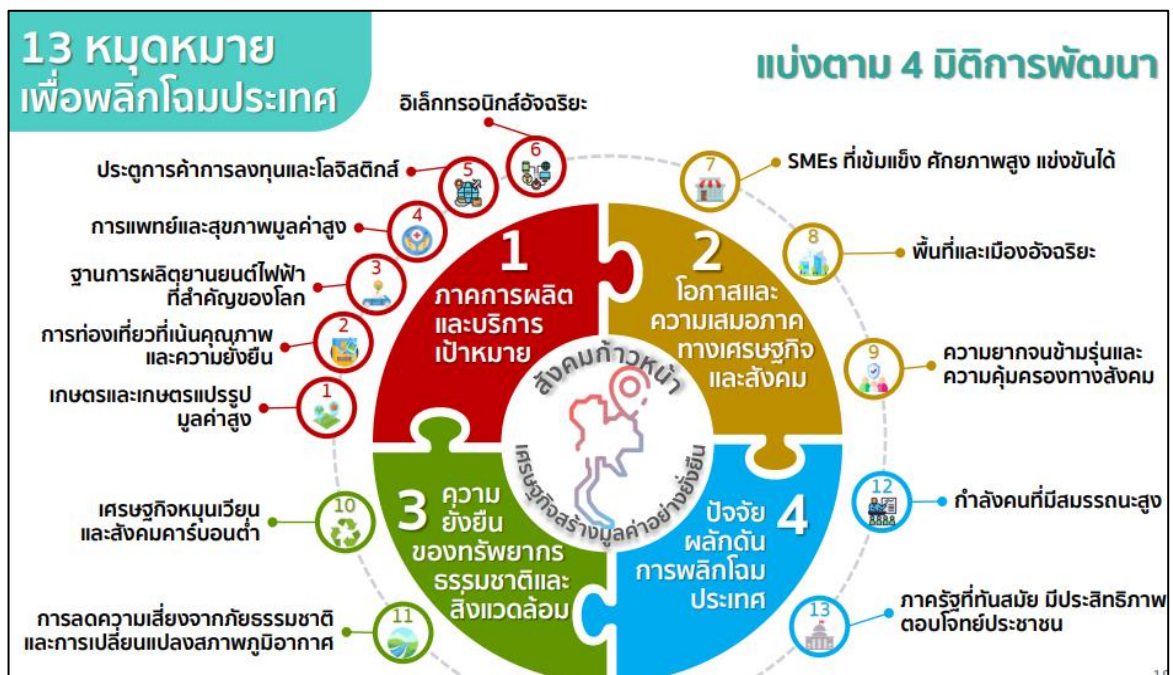 13 หมุดหมาย
เพื่อพลิกโฉมประเทศ
แบ่งตาม 4 มิติการพัฒนา
อิเล็กทรอนิกส์อัจฉริยะ
6
ประตูการค้าการลงทุนและโลจิสติกส์
5
การแพทย์และสุขภาพมูลค่าสูง
4
ฐานการผลิตยานยนต์ไฟฟ้า
ที่สำคัญของโลก
3
การท่องเที่ยวที่เน้นคุณภาพ
และความยั่งยืน
2
เกษตรและเกษตรแปรรูป
มูลค่าสูง
1
1
ภาคการผลิต
และบริการ
เป้าหมาย
2
โอกาสและ
ความเสมอภาค
ทางเศรษฐกิจ
และสังคม
7
SMEs ที่เข้มแข็ง ศักยภาพสูง แข่งขันได้
8
พื้นที่และเมืองอัจฉริยะ
9
ความยากจนข้ามรุ่นและ
ความคุ้มครองทางสังคม
สังคมก้าวหน้า
เศรษฐกิจสร้างมูลค่าอย่างยั่งยืน
เศรษฐกิจหมุนเวียน
และสังคมคาร์บอนต่ำ
10
การลดความเสี่ยงจากภัยธรรมชาติ
และการเปลี่ยนแปลงสภาพภูมิอากาศ
11
3
ความ
ยั่งยืน
ของทรัพยากร
ธรรมชาติและ
สิ่งแวดล้อม
4
ปัจจัย
ผลักดัน
การพลิกโฉม
ประเทศ
12
กำลังคนที่มีสมรรถนะสูง
13
ภาครัฐที่ทันสมัย มีประสิทธิภาพ
ตอบโจทย์ประชาชน